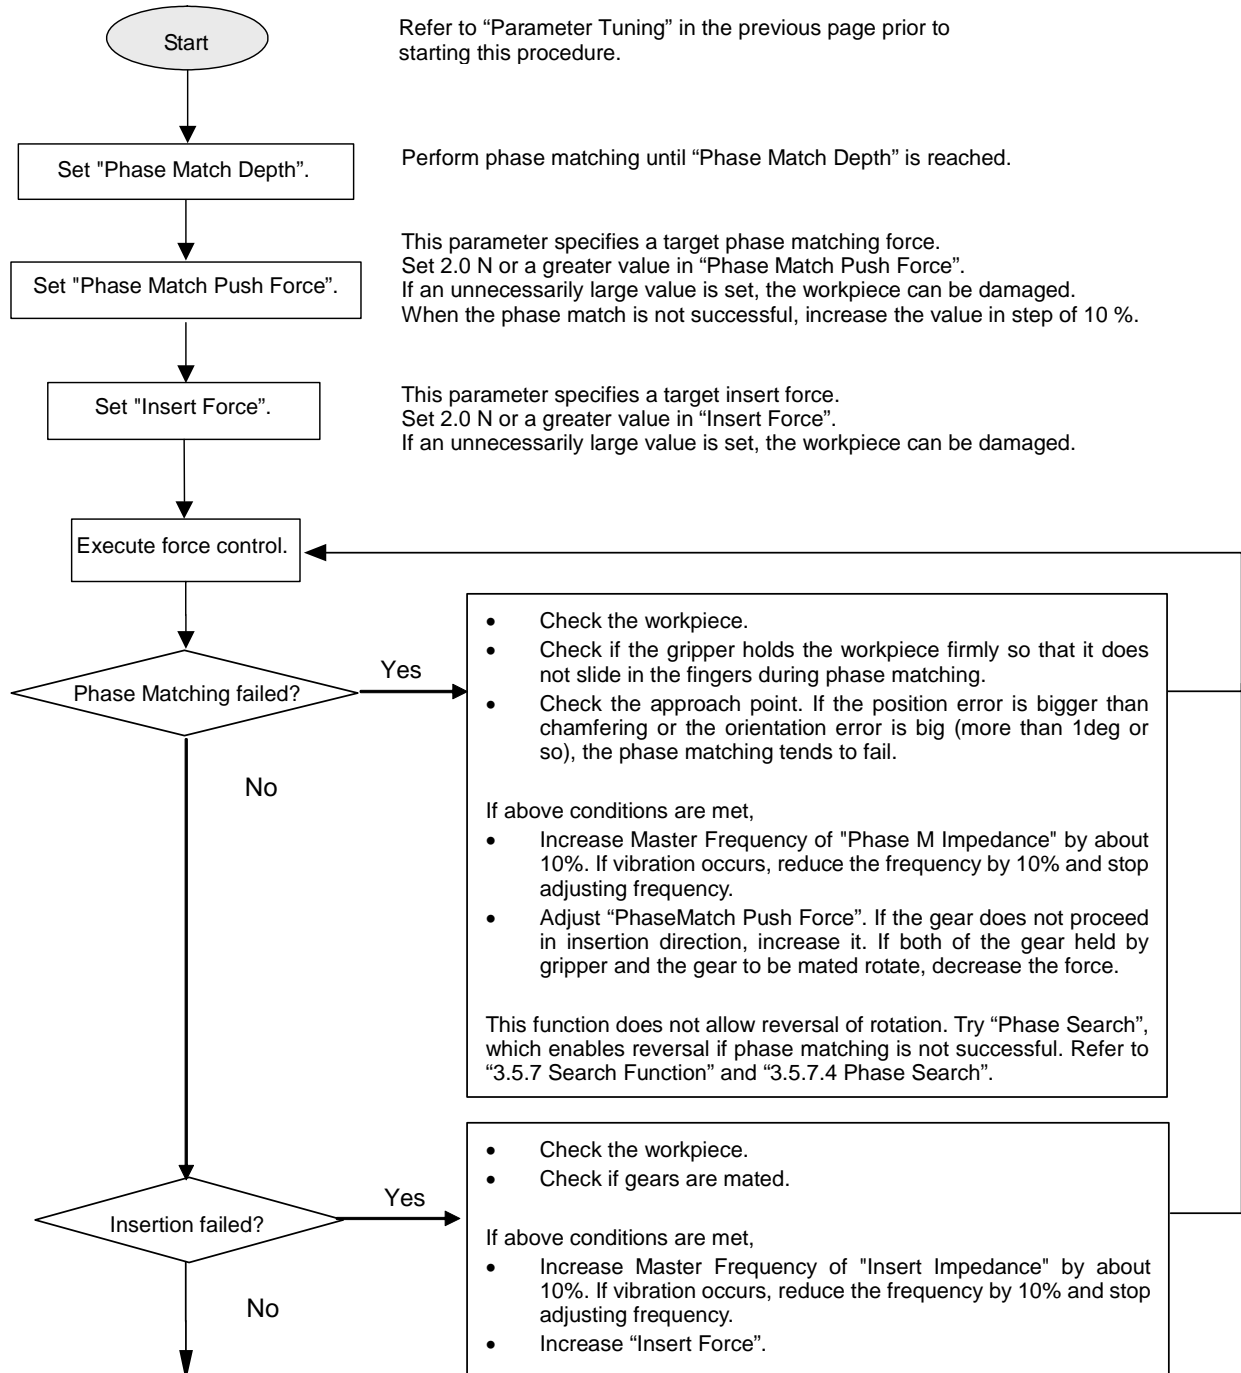 Start
Refer to “Parameter Tuning” in the previous page prior to
starting this procedure.
Set "Phase Match Depth”.
Perform phase matching until “Phase Match Depth” is reached.
Set "Phase Match Push Force”.
This parameter specifies a target phase matching force.
Set 2.0 N or a greater value in “Phase Match Push Force”.
If an unnecessarily large value is set, the workpiece can be damaged.
When the phase match is not successful, increase the value in step of 10 %.
Set "Insert Force”.
This parameter specifies a target insert force.
Set 2.0 N or a greater value in “Insert Force”.
If an unnecessarily large value is set, the workpiece can be damaged.
Execute force control.
Phase Matching failed?
Yes
No
• Check the workpiece.
• Check if the gripper holds the workpiece firmly so that it does
not slide in the fingers during phase matching.
• Check the approach point. If the position error is bigger than
chamfering or the orientation error is big (more than 1deg or
so), the phase matching tends to fail.
If above conditions are met,
• Increase Master Frequency of "Phase M Impedance" by about
10%. If vibration occurs, reduce the frequency by 10% and stop
adjusting frequency.
• Adjust “PhaseMatch Push Force”. If the gear does not proceed
in insertion direction, increase it. If both of the gear held by
gripper and the gear to be mated rotate, decrease the force.
This function does not allow reversal of rotation. Try “Phase Search”,
which enables reversal if phase matching is not successful. Refer to
“3.5.7 Search Function” and “3.5.7.4 Phase Search”.
Insertion failed?
Yes
No
• Check the workpiece.
• Check if gears are mated.
If above conditions are met,
• Increase Master Frequency of "Insert Impedance" by about
10%. If vibration occurs, reduce the frequency by 10% and stop
adjusting frequency.
• Increase “Insert Force”.